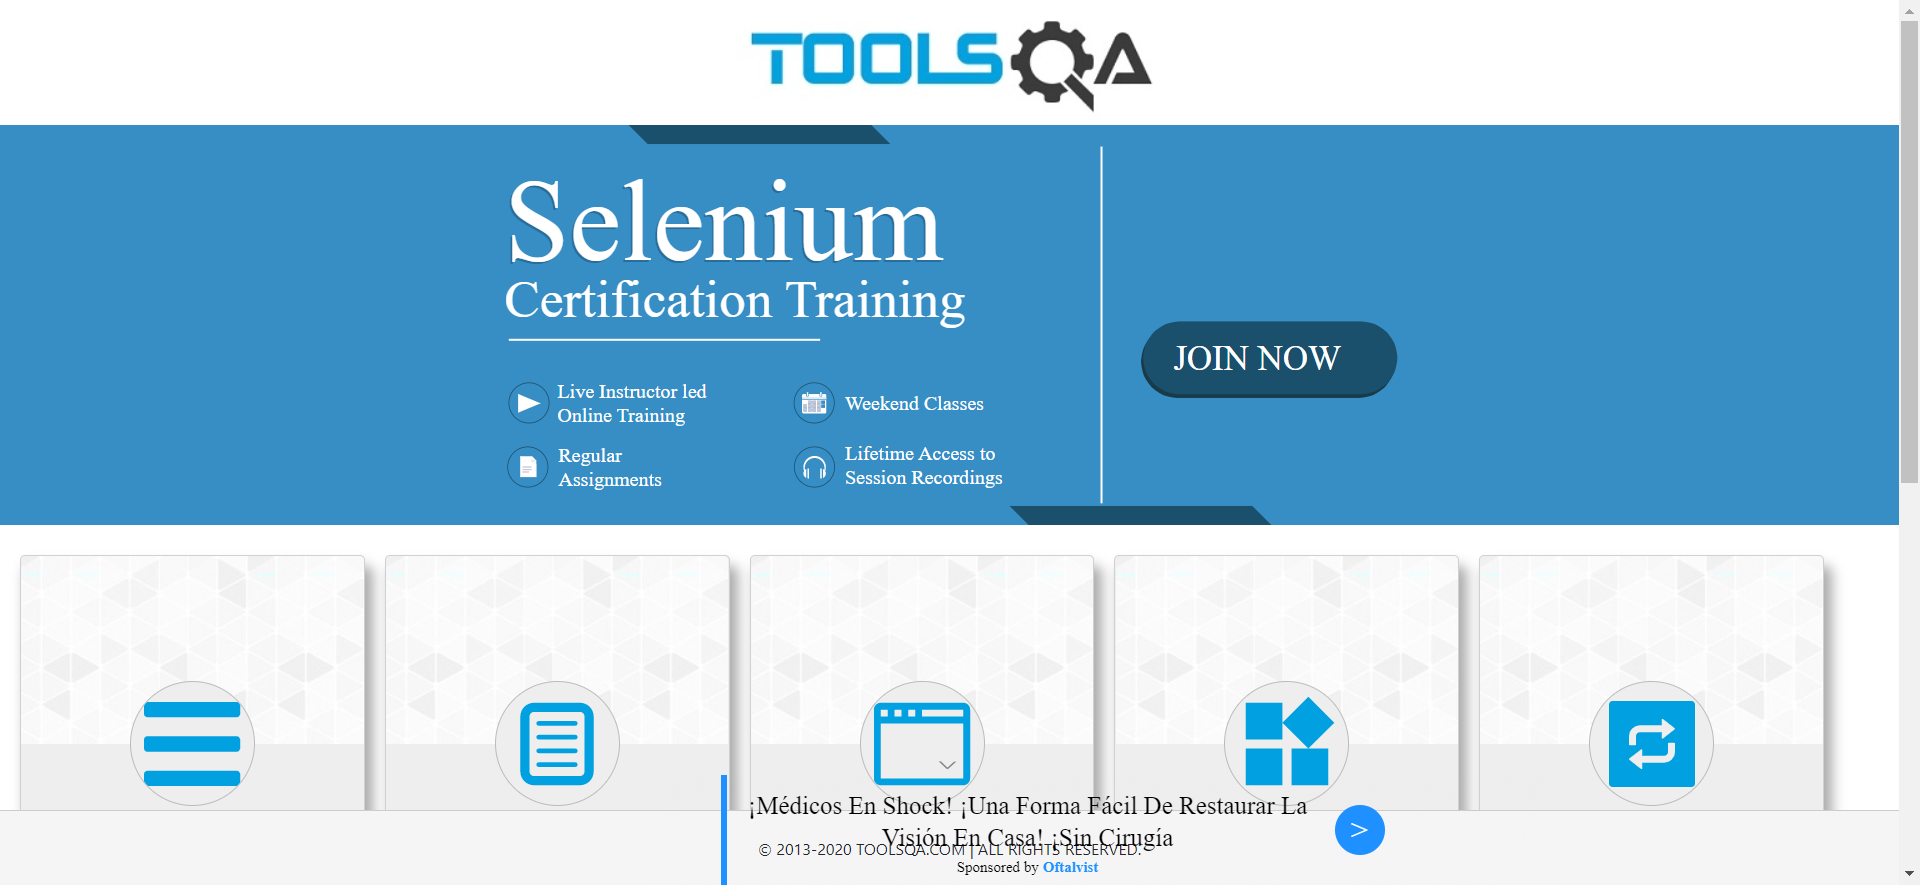 TOOLSQA
Selenium
Certification Training
JOIN NOW
Live Instructor led
Online Training
Weekend Classes
Regular
Assignments
Lifetime Access to
Session Recordings
¡Médicos En Shock! ¡Una Forma Fácil De Restaurar La
Visión En Casa! ¡Sin Cirugía
>
© 2013-2020 TOOLSQA.COM | ALL RIGHTS RESERVED.
Sponsored by Oftalvist